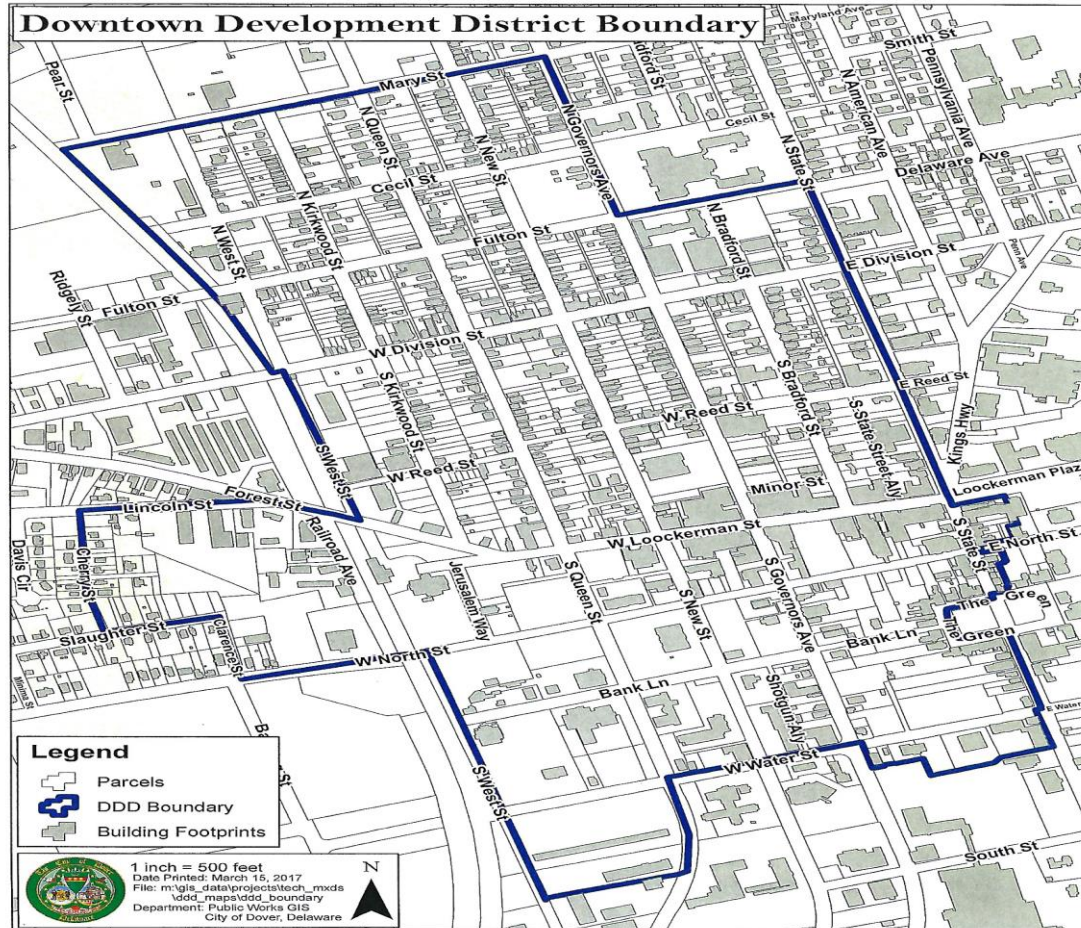 Downtown Development District Boundary
Maryland Ave
Smith St
Pear St
Mary St
N Queen St
N New St
N Governors Ave
Cecil St
N American Ave
Pennsylvania Ave
N State St
Delaware Ave
Cecil St
N Kirkwood St
N West St
Fulton St
N Bradford St
E Division St
Penn Ave
Ridgely St
Fulton St
W Division St
S Kirkwood St
S Bradford St
E Reed St
W Reed St
S State Street Aly
Kings Hwy
S West St
W Reed St
Minor St
Loockerman Plaz
Lincoln St
Forest St
Railroad Ave
W Loockerman St
S State St
North St
Davis Cir
Cherry St
Jerusalem Way
S Queen St
S New St
S Governors Ave
The Green
Slaughter St
Clarence St
W North St
Bank Ln
The Green
Minima St
Bank Ln
Shotgun Aly
E Water
S West St
W Water St
South St
Legend
Parcels
DDD Boundary
Building Footprints
1 inch = 500 feet
Date Printed: March 15, 2017
File: m:\gis_data\projects\tech_mxds
\ddd_maps\ddd_boundary
Department: Public Works GIS
City of Dover, Delaware
N